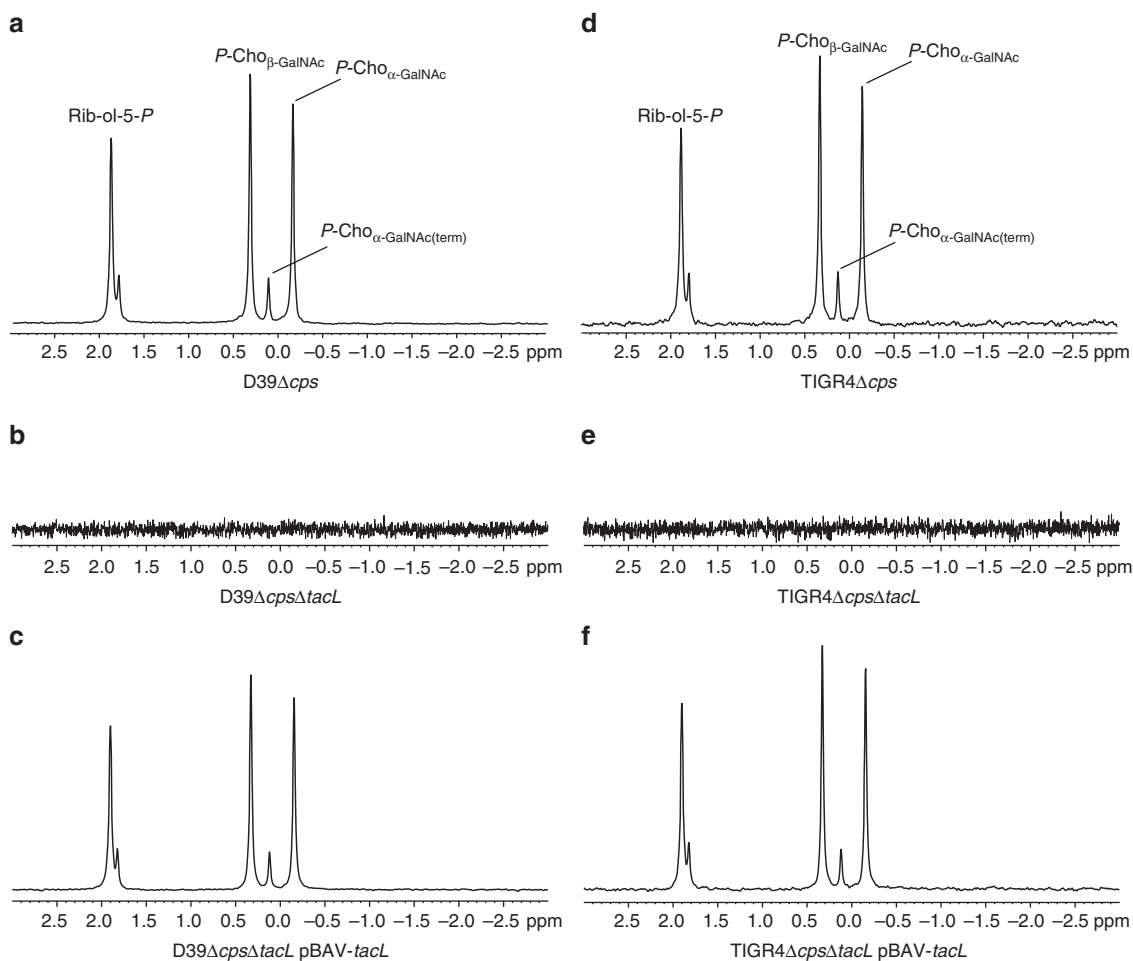 a
P-Choβ-GalNAc
P-Choα-GalNAc
Rib-ol-5-P
P-Choα-GalNAc(term)
2.5 2.0 1.5 1.0 0.5 0.0 –0.5 –1.0 –1.5 –2.0 –2.5 ppm
D39Δcps
d
P-Choβ-GalNAc
P-Choα-GalNAc
Rib-ol-5-P
P-Choα-GalNAc(term)
2.5 2.0 1.5 1.0 0.5 0.0 –0.5 –1.0 –1.5 –2.0 –2.5 ppm
TIGR4Δcps
b
2.5 2.0 1.5 1.0 0.5 0.0 –0.5 –1.0 –1.5 –2.0 –2.5 ppm
D39ΔcpsΔtacL
e
2.5 2.0 1.5 1.0 0.5 0.0 –0.5 –1.0 –1.5 –2.0 –2.5 ppm
TIGR4ΔcpsΔtacL
c
2.5 2.0 1.5 1.0 0.5 0.0 –0.5 –1.0 –1.5 –2.0 –2.5 ppm
D39ΔcpsΔtacL pBAV-tacL
f
2.5 2.0 1.5 1.0 0.5 0.0 –0.5 –1.0 –1.5 –2.0 –2.5 ppm
TIGR4ΔcpsΔtacL pBAV-tacL